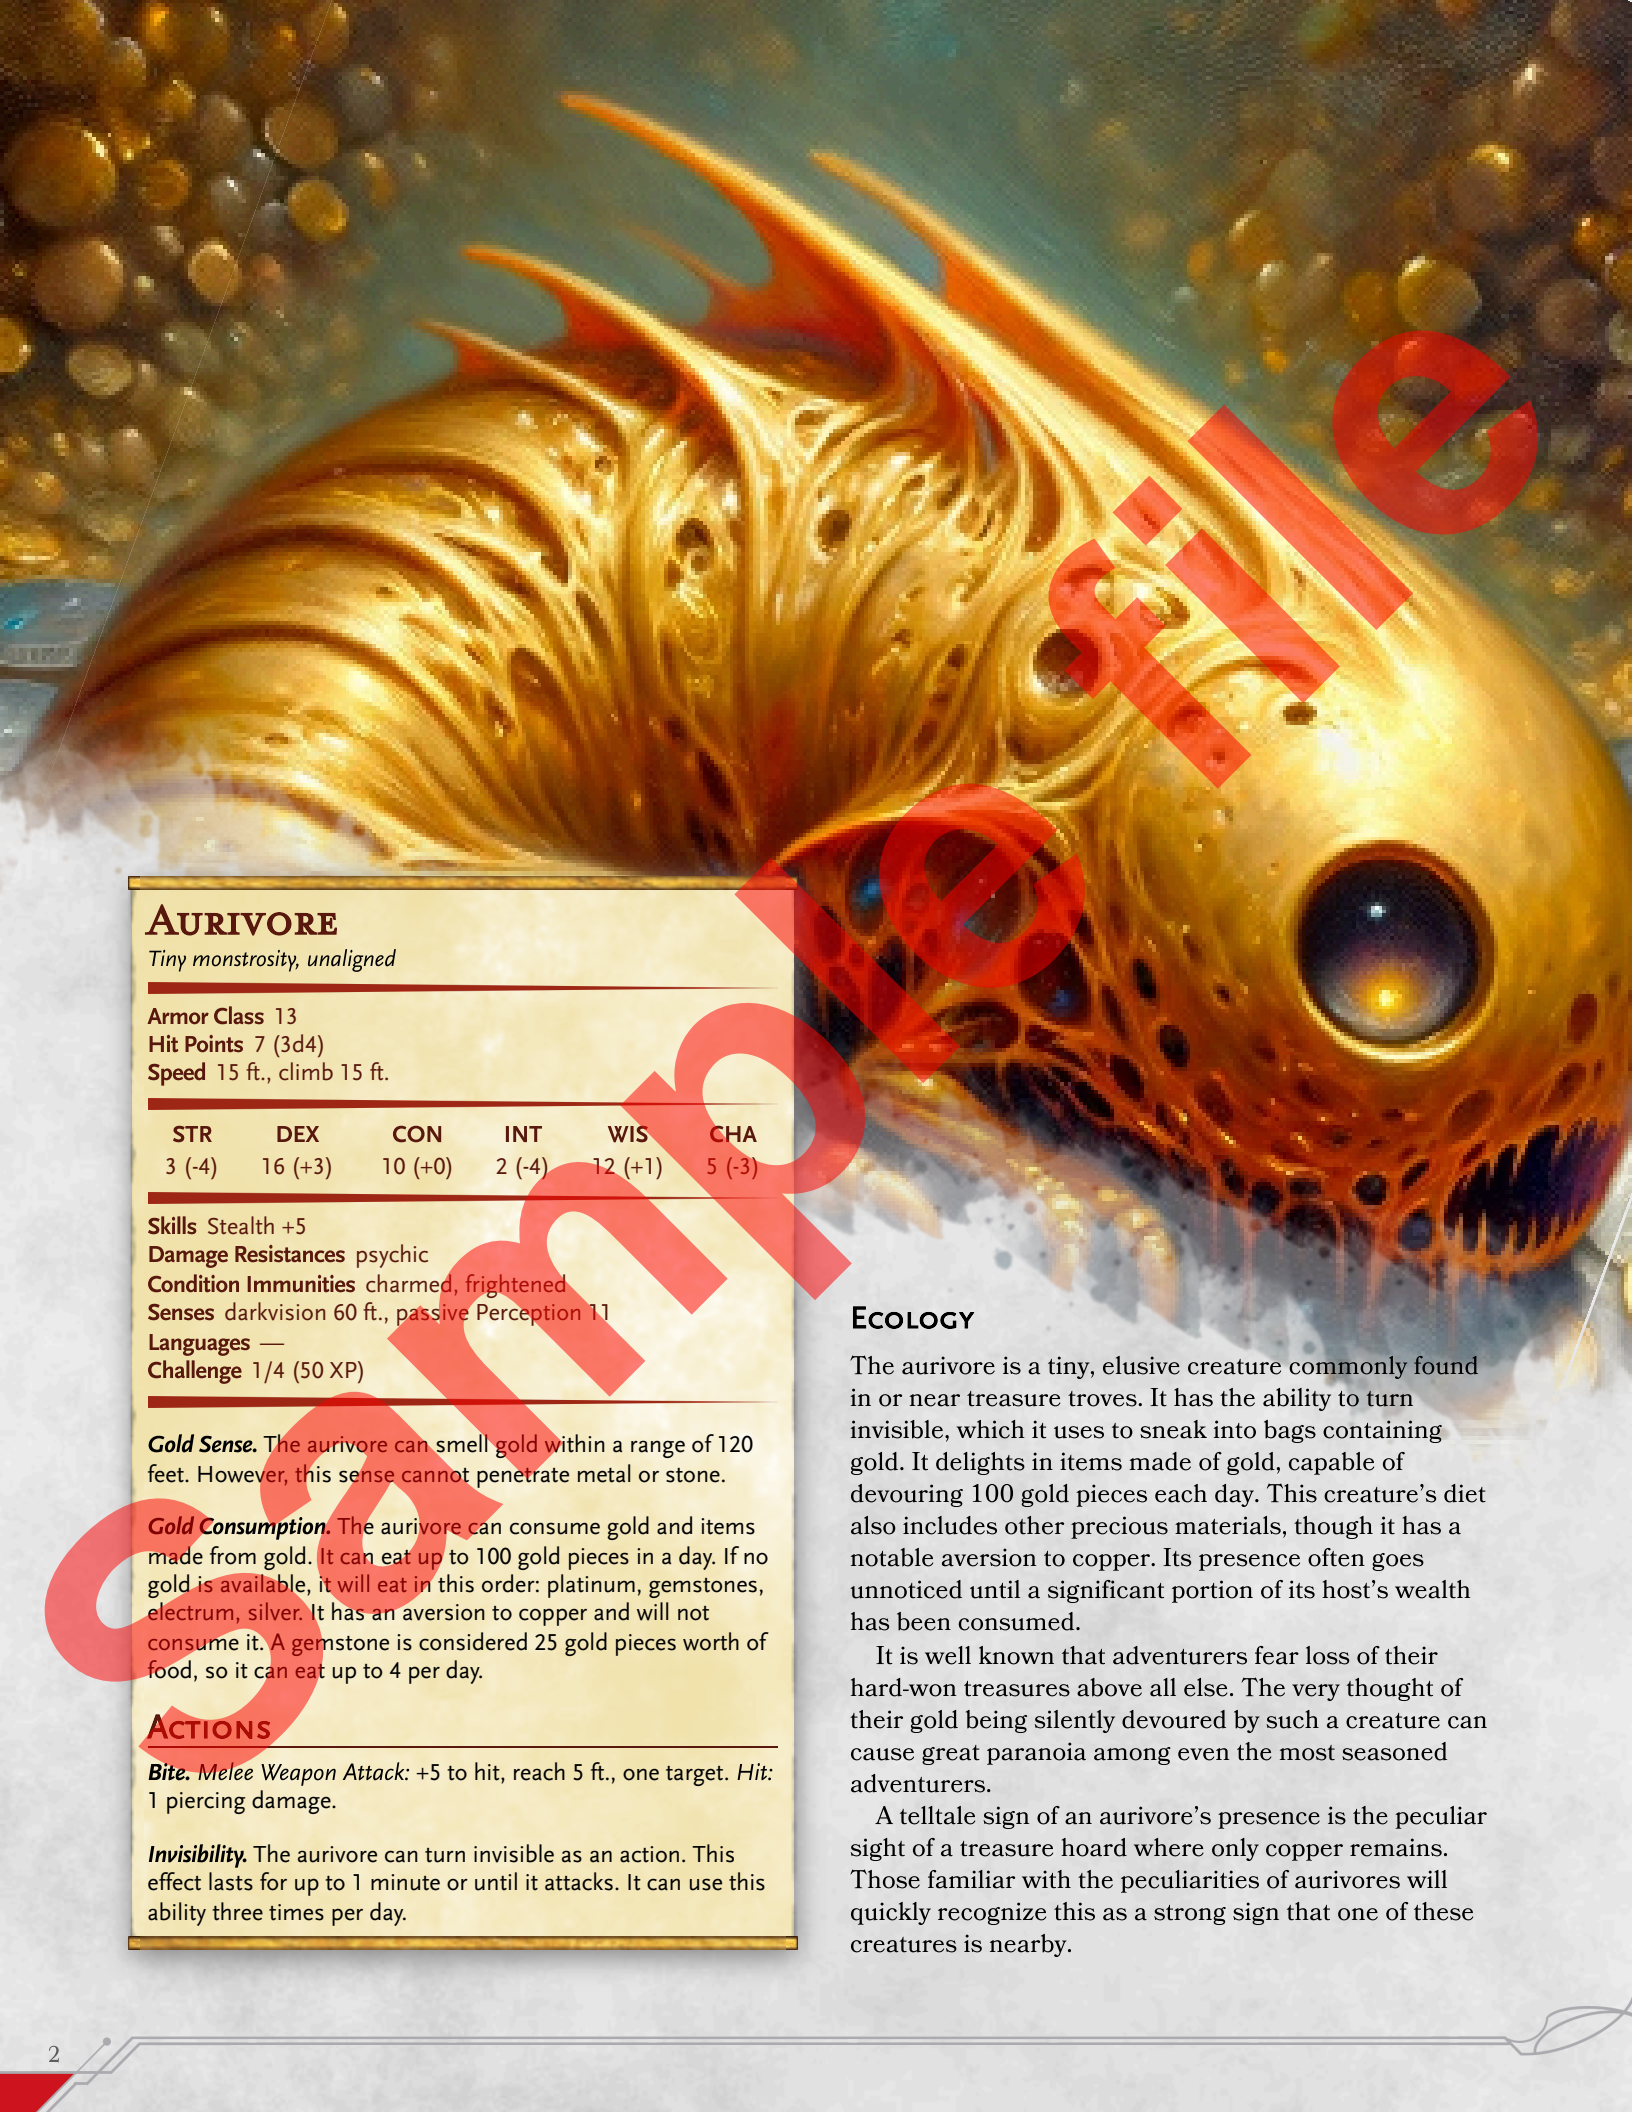 AURIVORE
Tiny monstrosity, unaligned
Armor Class 13
Hit Points 7 (3d4)
Speed 15 ft., climb 15 ft.
STR DEX CON INT WIS CHA
3 (-4) 16 (+3) 10 (+0) 2 (-4) 12 (+1) 5 (-3)
Skills Stealth +5
Damage Resistances psychic
Condition Immunities charmed, frightened
Senses darkvision 60 ft., passive Perception 11
Languages —
Challenge 1/4 (50 XP)
Gold Sense. The aurivore can smell gold within a range of 120
feet. However, this sense cannot penetrate metal or stone.
Gold Consumption. The aurivore can consume gold and items
made from gold. It can eat up to 100 gold pieces in a day. If no
gold is available, it will eat in this order: platinum, gemstones,
electrum, silver. It has an aversion to copper and will not
consume it. A gemstone is considered 25 gold pieces worth of
food, so it can eat up to 4 per day.
ACTIONS
Bite. Melee Weapon Attack: +5 to hit, reach 5 ft., one target. Hit:
1 piercing damage.
Invisibility. The aurivore can turn invisible as an action. This
effect lasts for up to 1 minute or until it attacks. It can use this
ability three times per day.
ECOLOGY
The aurivore is a tiny, elusive creature commonly found
in or near treasure troves. It has the ability to turn
invisible, which it uses to sneak into bags containing
gold. It delights in items made of gold, capable of
devouring 100 gold pieces each day. This creature's diet
also includes other precious materials, though it has a
notable aversion to copper. Its presence often goes
unnoticed until a significant portion of its host's wealth
has been consumed.
It is well known that adventurers fear loss of their
hard-won treasures above all else. The very thought of
their gold being silently devoured by such a creature can
cause great paranoia among even the most seasoned
adventurers.
A telltale sign of an aurivore's presence is the peculiar
sight of a treasure hoard where only copper remains.
Those familiar with the peculiarities of aurivores will
quickly recognize this as a strong sign that one of these
creatures is nearby.
2
Sample file